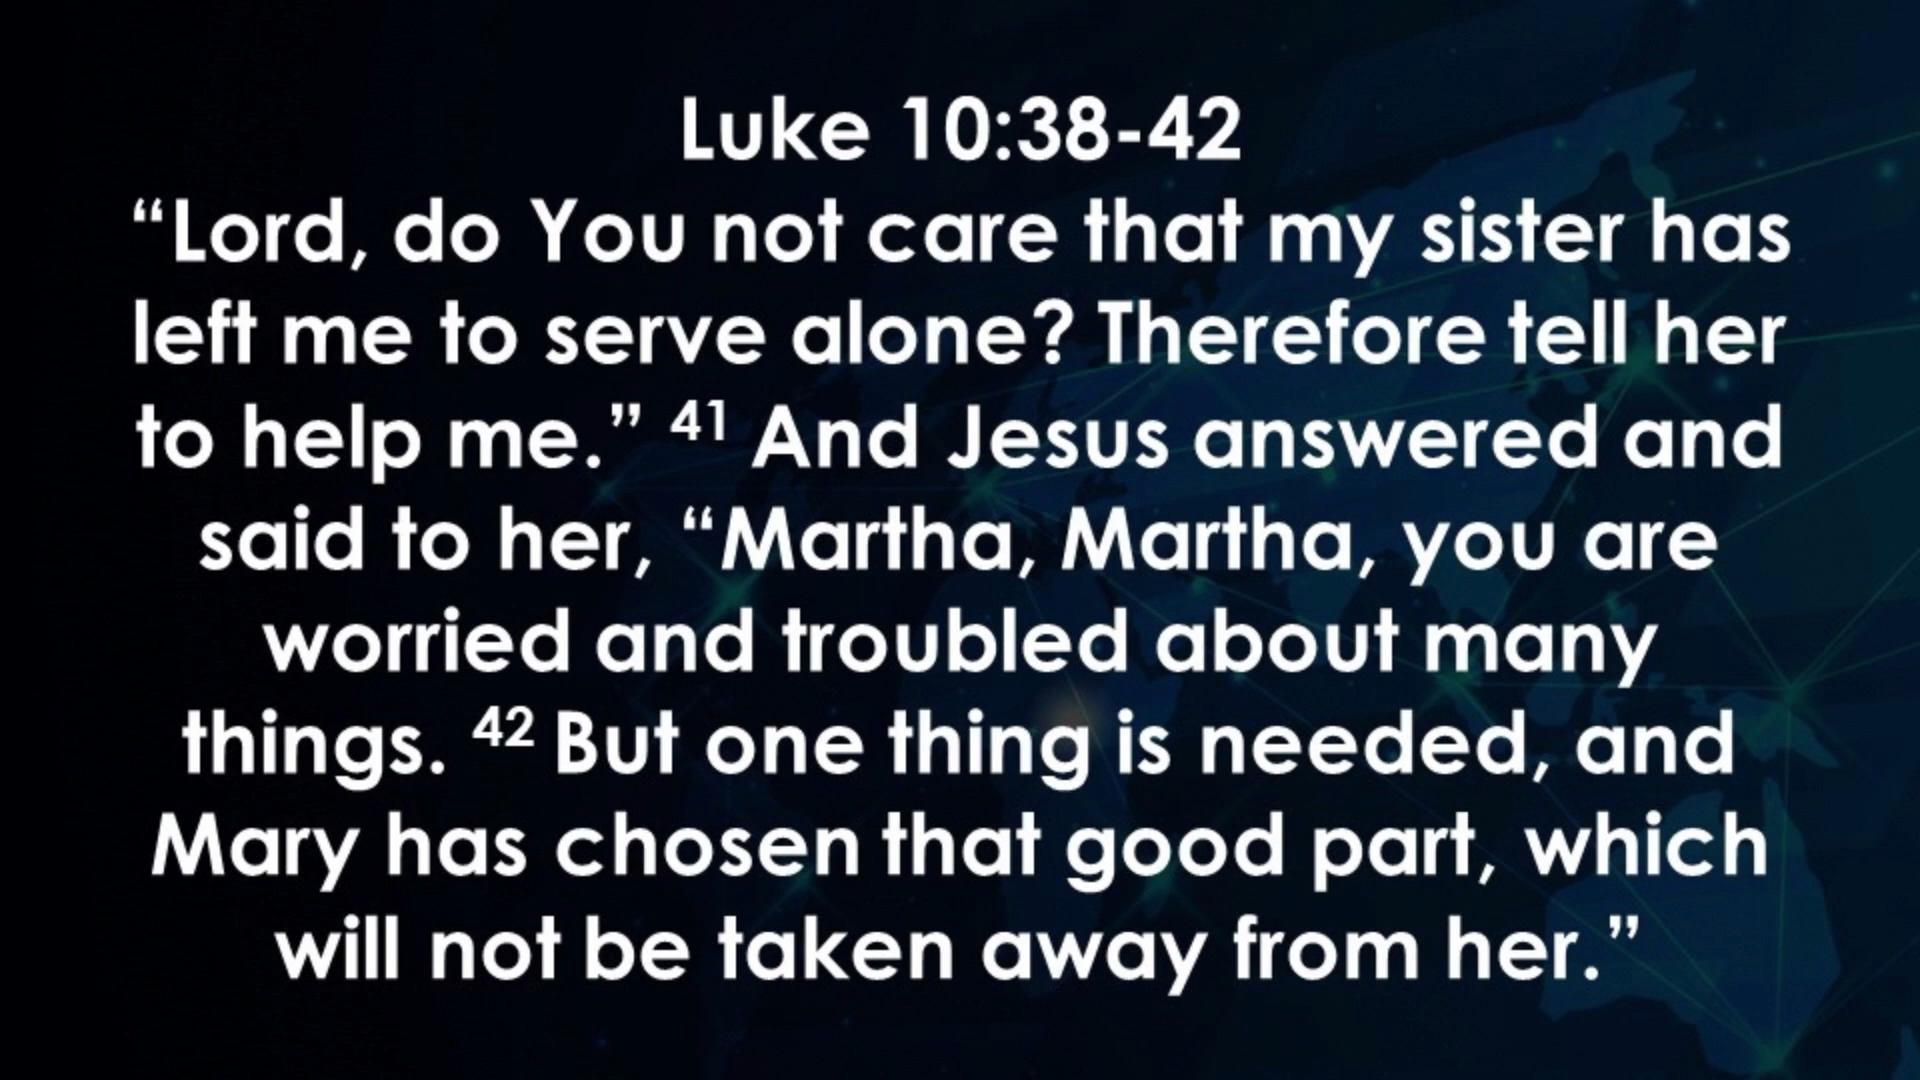 Luke 10:38-42
“Lord, do You not care that my sister has
left me to serve alone? Therefore tell her
to help me.” 41 And Jesus answered and
said to her, “Martha, Martha, you are
worried and troubled about many
things. 42 But one thing is needed, and
Mary has chosen that good part, which
will not be taken away from her.”